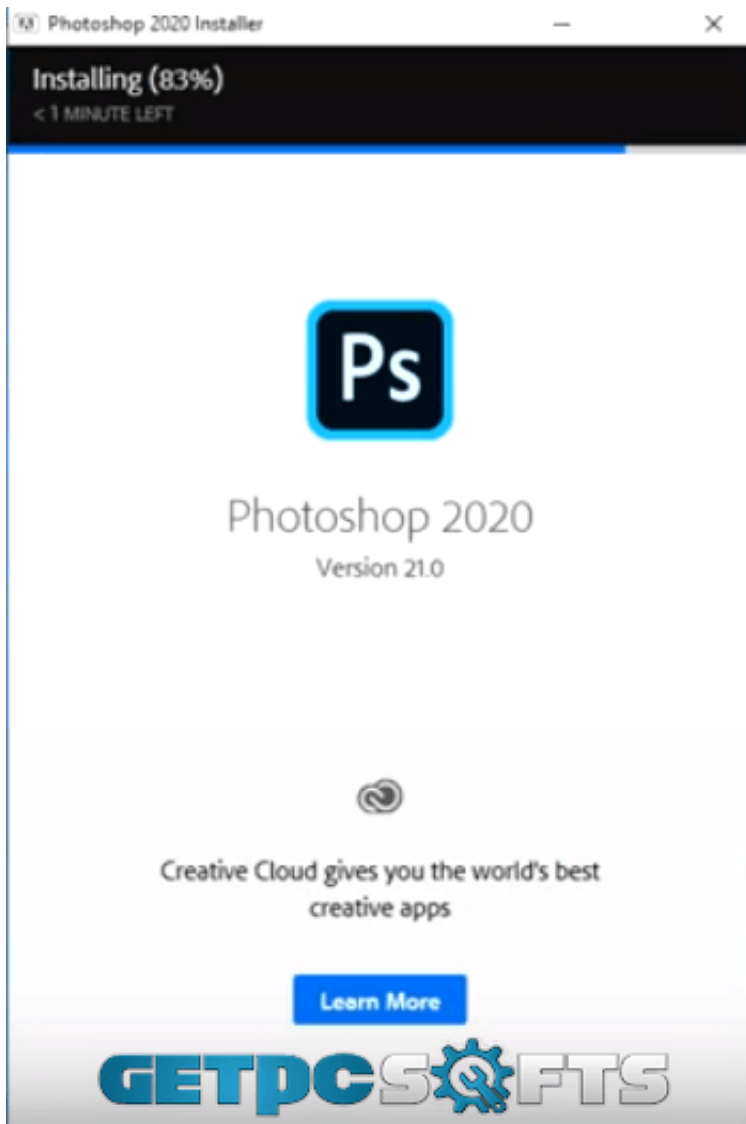 Photoshop 2020 Installer
Installing (83%)
< 1 MINUTE LEFT
Ps
Photoshop 2020
Version 21.0
Creative Cloud gives you the world's best
creative apps
Learn More
GETPCSOFTS